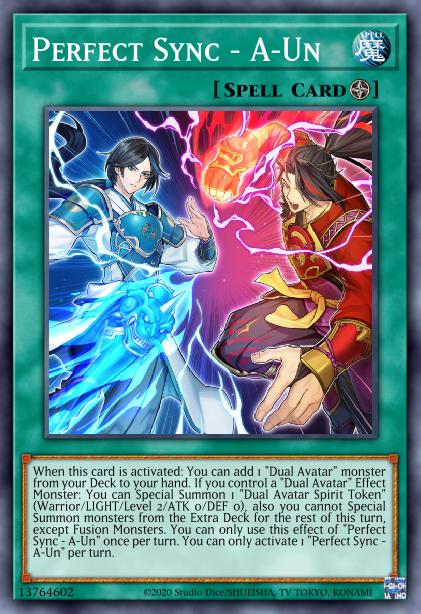 PERFECT SYNC - A-UN
SPELL
魔
[SPELL CARD]
When this card is activated: You can add 1 "Dual Avatar" monster
from your Deck to your hand. If you control a "Dual Avatar" Effect
Monster: You can Special Summon 1 "Dual Avatar Spirit Token"
(Warrior/LIGHT/Level 2/ATK 0/DEF 0), also you cannot Special
Summon monsters from the Extra Deck for the rest of this turn,
except Fusion Monsters. You can only use this effect of "Perfect
Sync - A-Un" once per turn. You can only activate 1 "Perfect Sync -
A-Un" per turn.
13764602
©2020 Studio Dice/SHUEISHA, TV TOKYO, KONAMI